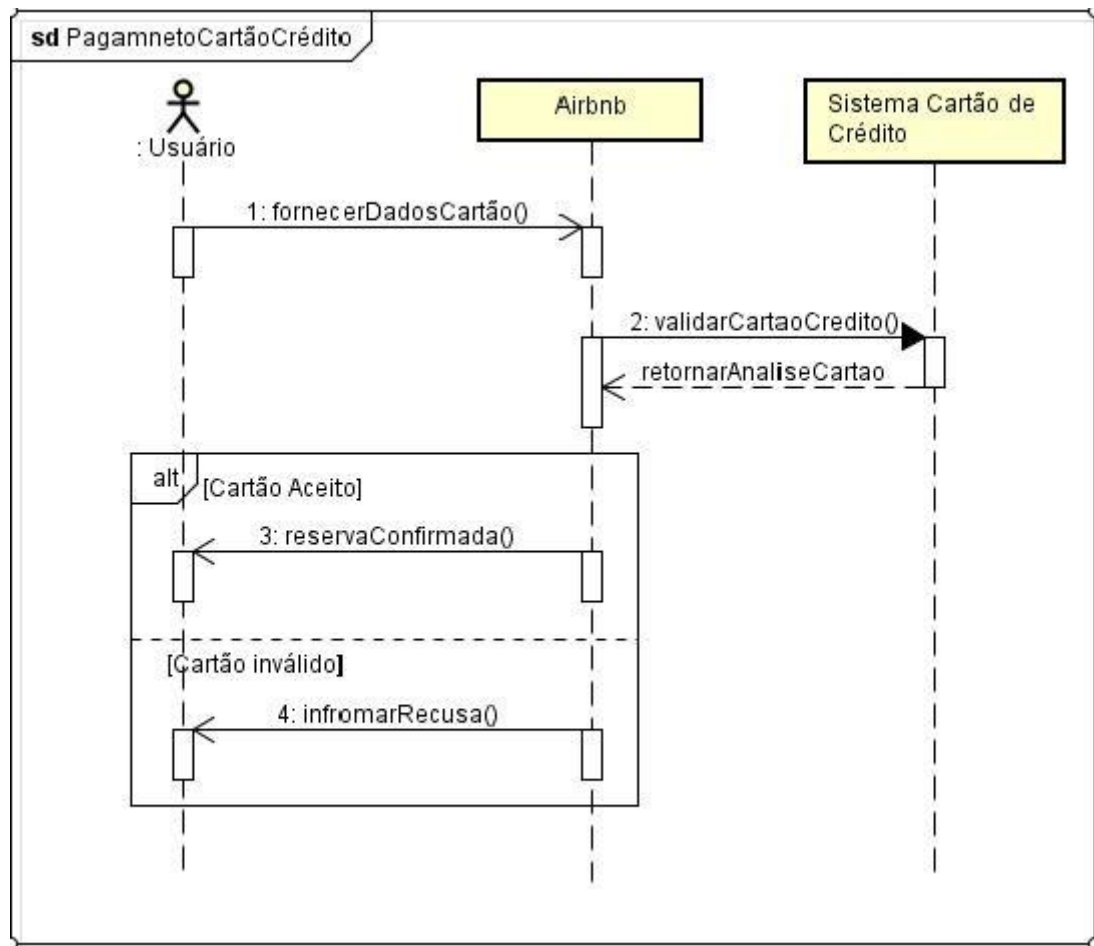 sd PagamnetoCartãoCrédito
: Usuário
Airbnb
Sistema Cartão de
Crédito
1: fornecerDadosCartão()
2: validarCartaoCredito()
retornarAnaliseCartao
alt
[Cartão Aceito]
3: reservaConfirmada()
[Cartão inválido]
4: infromarRecusa()